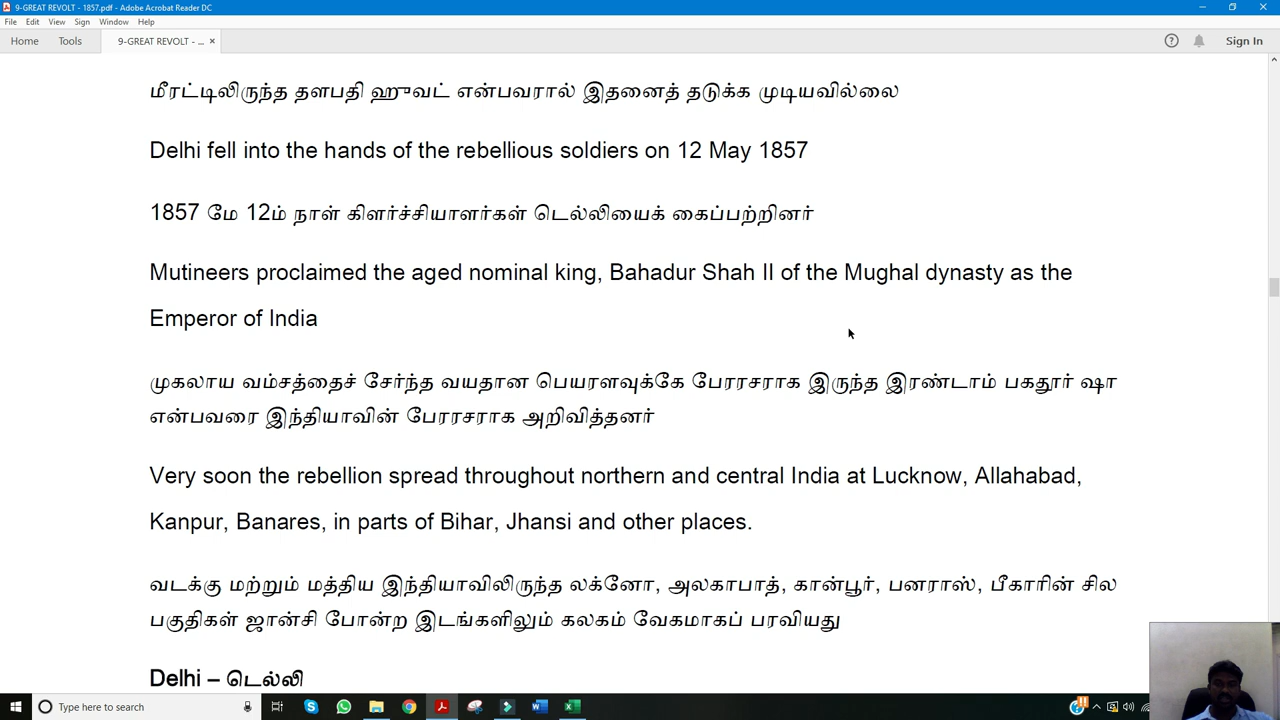 9-GREAT REVOLT - 1857.pdf - Adobe Acrobat Reader DC
File Edit View Sign Window Help
Home Tools 9-GREAT REVOLT - ... × Sign In
மீரட்டிலிருந்த தளபதி ஹுவட் என்பவரால் இதனைத் தடுக்க முடியவில்லை
Delhi fell into the hands of the rebellious soldiers on 12 May 1857
1857 மே 12ம் நாள் கிளர்ச்சியாளர்கள் டெல்லியைக் கைப்பற்றினர்
Mutineers proclaimed the aged nominal king, Bahadur Shah II of the Mughal dynasty as the
Emperor of India
முகலாய வம்சத்தைச் சேர்ந்த வயதான பெயரளவுக்கே பேரரசராக இருந்த இரண்டாம் பகதூர் ஷா
என்பவரை இந்தியாவின் பேரரசராக அறிவித்தனர்
Very soon the rebellion spread throughout northern and central India at Lucknow, Allahabad,
Kanpur, Banares, in parts of Bihar, Jhansi and other places.
வடக்கு மற்றும் மத்திய இந்தியாவிலிருந்த லக்னோ, அலகாபாத், கான்பூர், பனராஸ், பீகாரின் சில
பகுதிகள் ஜான்சி போன்ற இடங்களிலும் கலகம் வேகமாகப் பரவியது
Delhi – டெல்லி
Type here to search